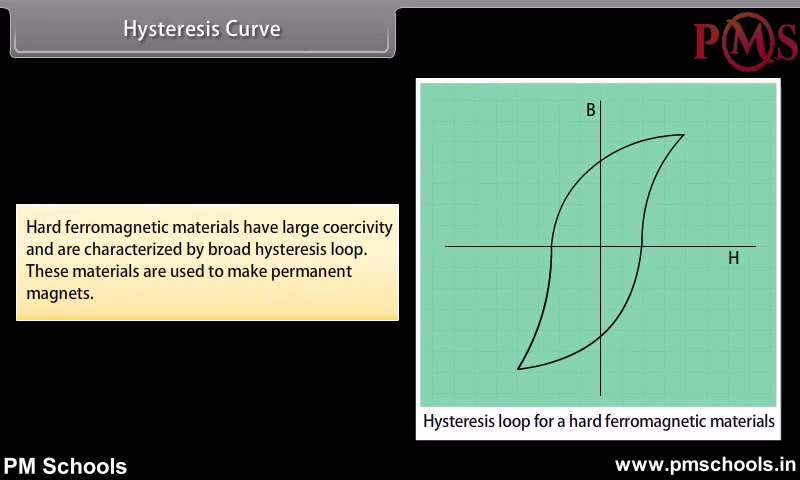 Hysteresis Curve
PMS
B
Hard ferromagnetic materials have large coercivity
and are characterized by broad hysteresis loop.
These materials are used to make permanent
magnets.
H
Hysteresis loop for a hard ferromagnetic materials
PM Schools
www.pmschools.in